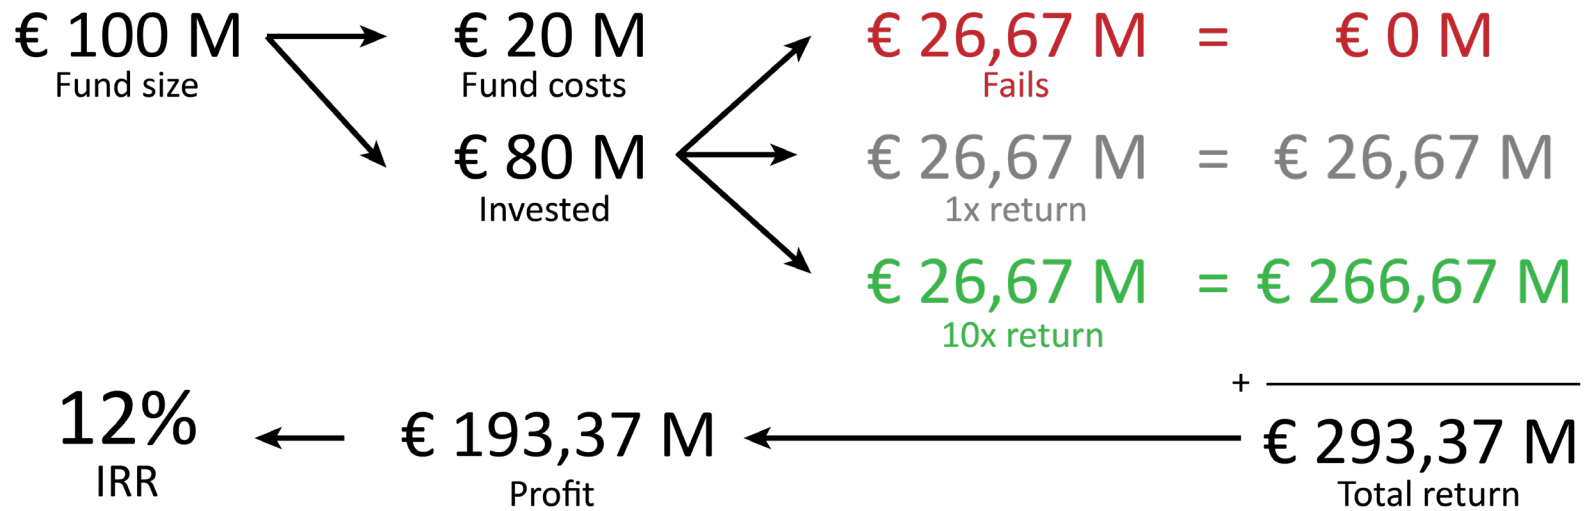 € 100 M
Fund size
€ 20 M
Fund costs
€ 26,67 M = € 0 M
Fails
€ 80 M
Invested
€ 26,67 M = € 26,67 M
1x return
€ 26,67 M = € 266,67 M
10x return
+
12%
IRR
€ 193,37 M
Profit
€ 293,37 M
Total return